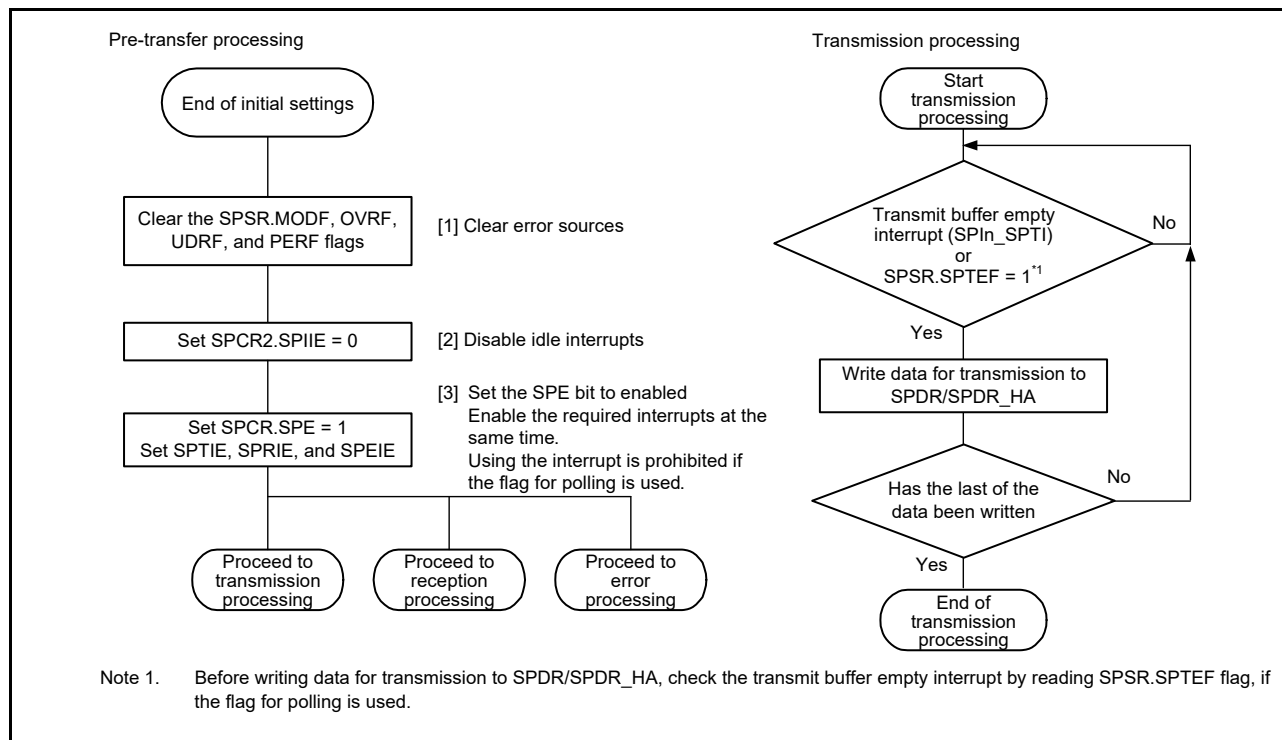 Pre-transfer processing
End of initial settings
Clear the SPSR.MODF, OVRF,
UDRF, and PERF flags
[1] Clear error sources
Set SPCR2.SPIIE = 0
[2] Disable idle interrupts
Set SPCR.SPE = 1
Set SPTIE, SPRIE, and SPEIE
[3] Set the SPE bit to enabled
Enable the required interrupts at the
same time.
Using the interrupt is prohibited if
the flag for polling is used.
Proceed to
transmission
processing
Proceed to
reception
processing
Proceed to
error
processing
Transmission processing
Start
transmission
processing
Transmit buffer empty
interrupt (SPIn_SPTI)
or
SPSR.SPTEF = 1*1
No
Yes
Write data for transmission to
SPDR/SPDR_HA
Has the last of the
data been written
No
Yes
End of
transmission
processing
Note 1. Before writing data for transmission to SPDR/SPDR_HA, check the transmit buffer empty interrupt by reading SPSR.SPTEF flag, if
the flag for polling is used.